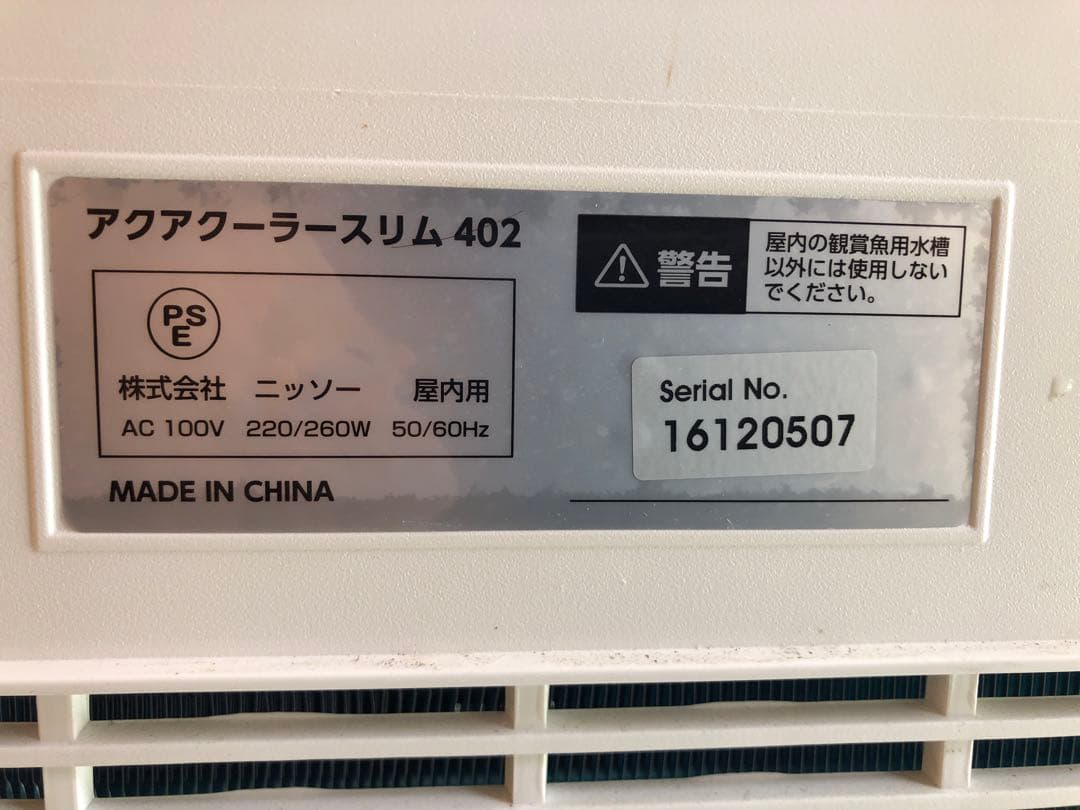 アクアクーラースリム 402
PS
E
株式会社 ニッソー 屋内用
AC 100V 220/260W 50/60Hz
MADE IN CHINA
警告
屋内の観賞魚用水槽
以外には使用しない
でください。
Serial No.
16120507